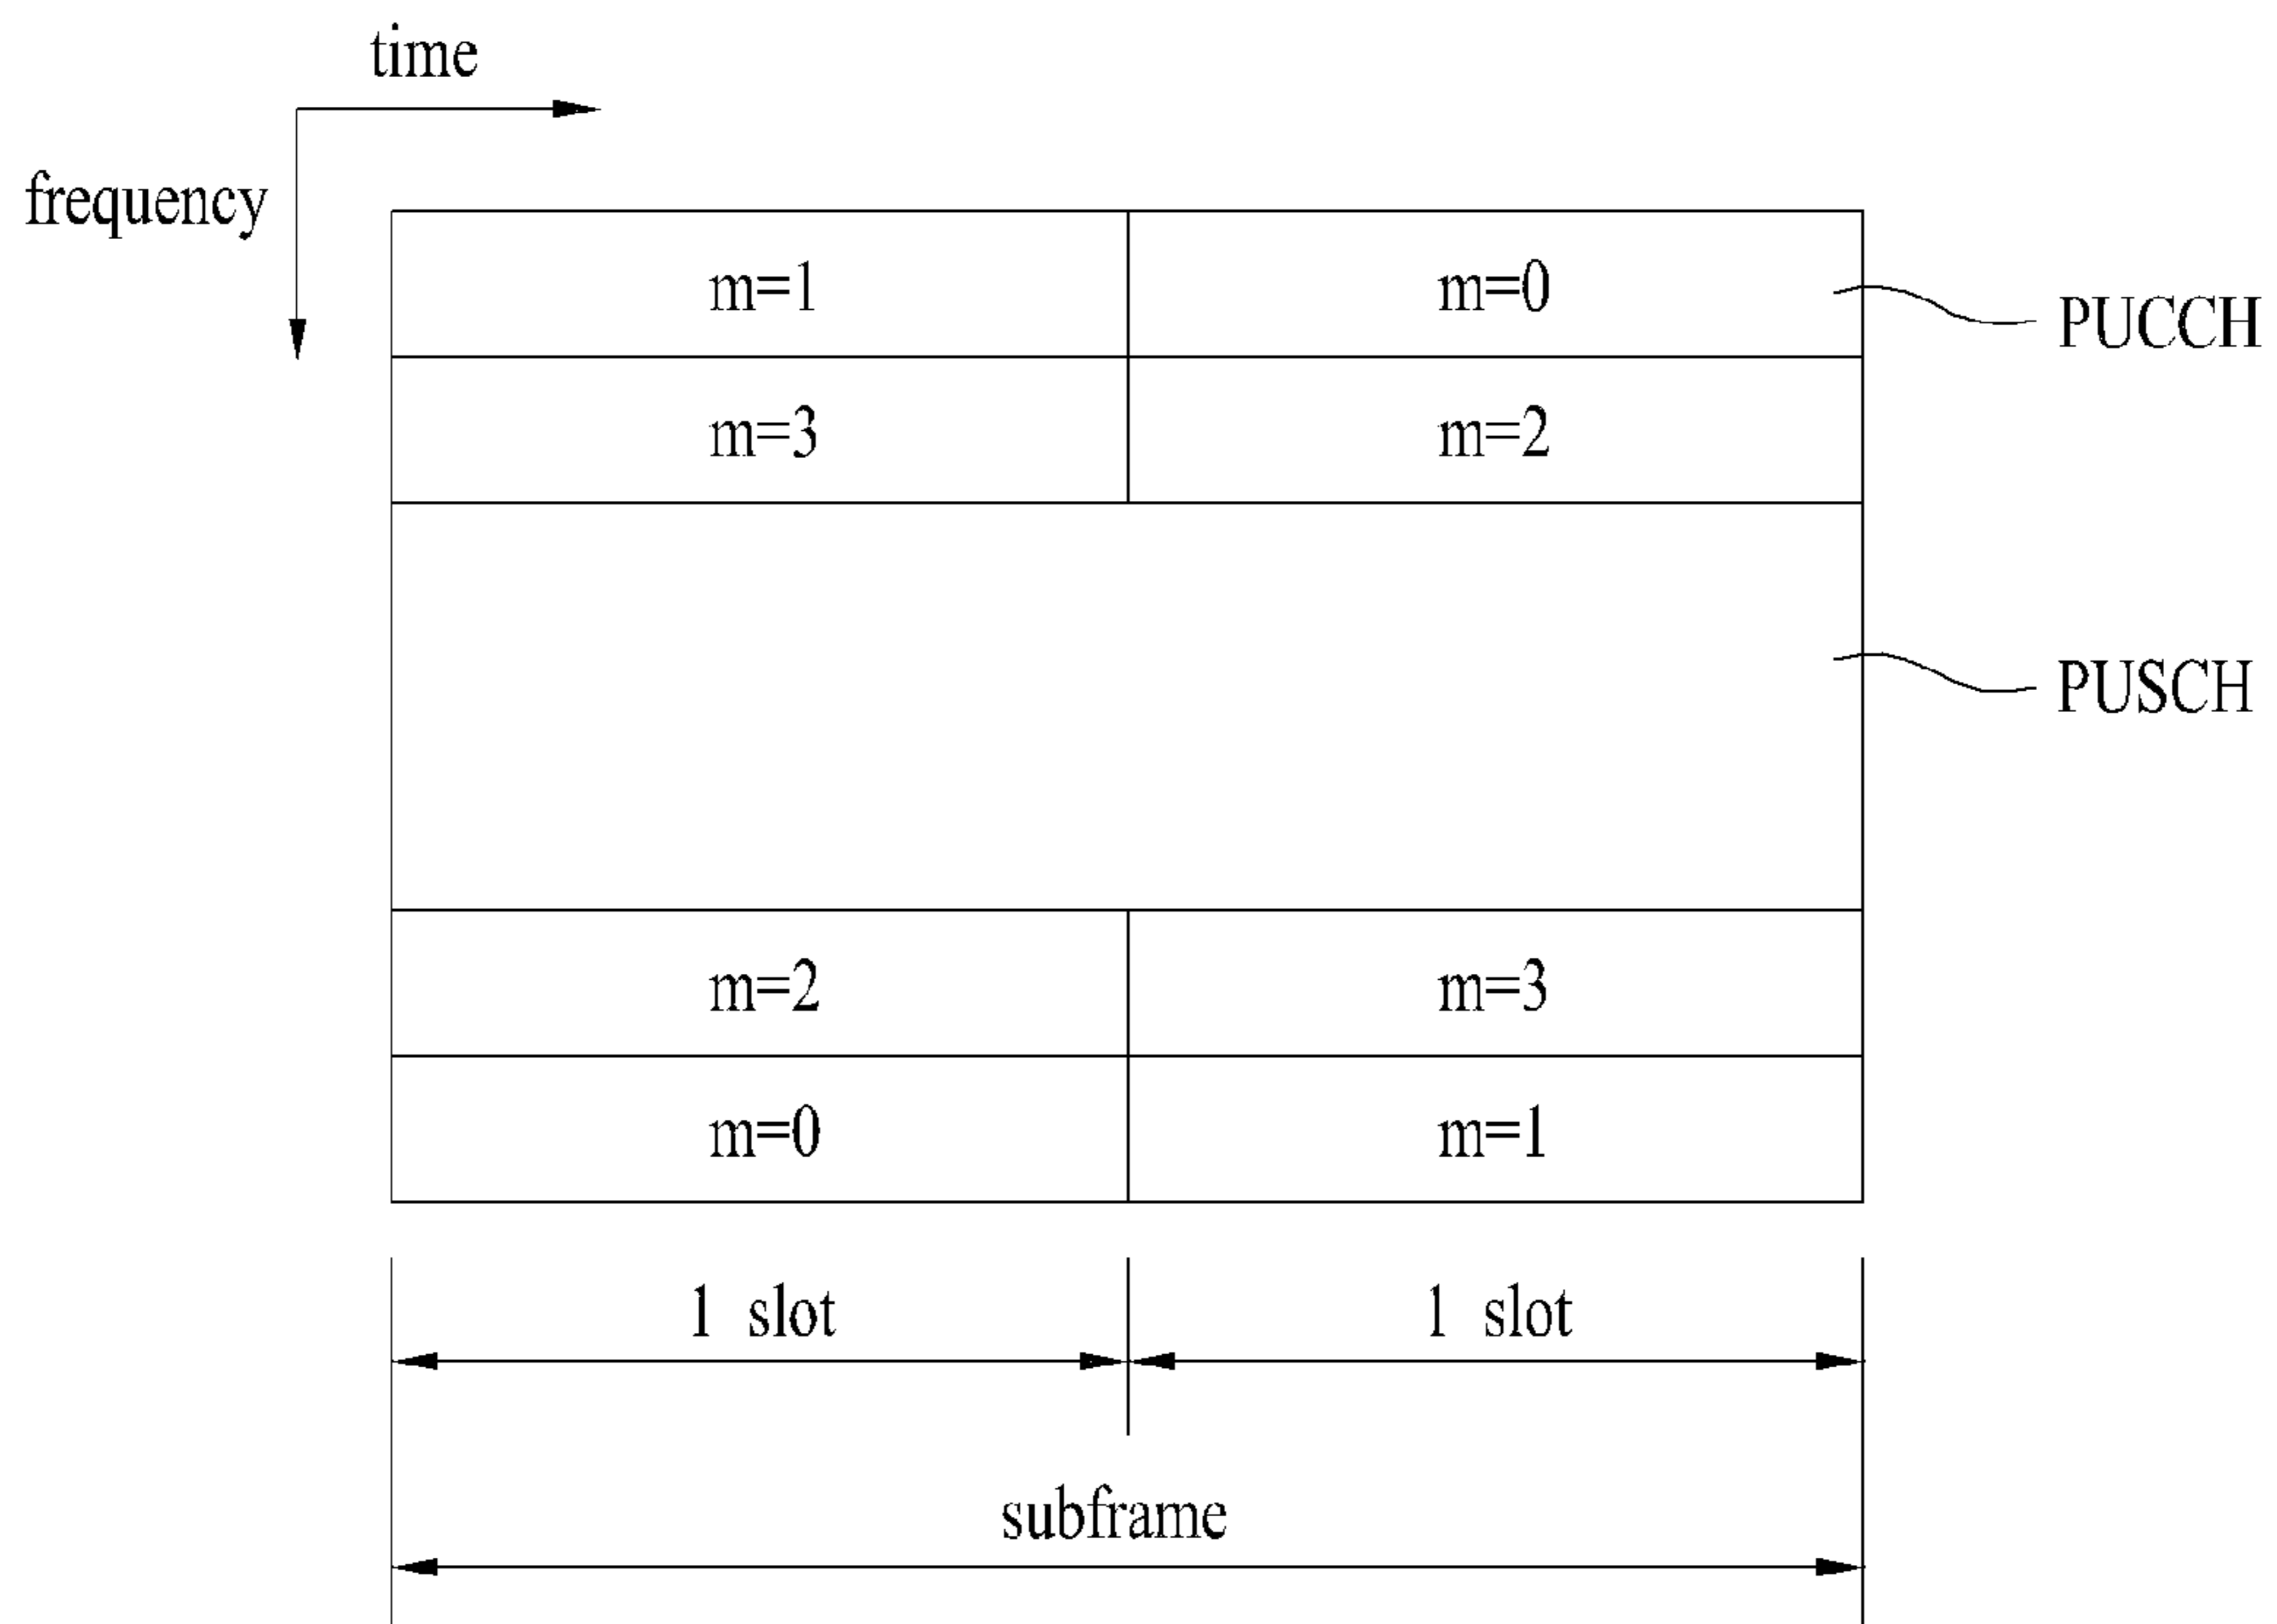 time
frequency
m=1 m=0
PUCCH
m=3 m=2
PUSCH
m=2 m=3
m=0 m=1
1 slot 1 slot
subframe